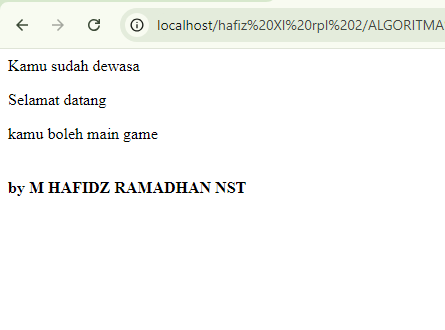 localhost/hafiz%20XI%20rpl%202/ALGORITMA
Kamu sudah dewasa
Selamat datang
kamu boleh main game
by M HAFIDZ RAMADHAN NST